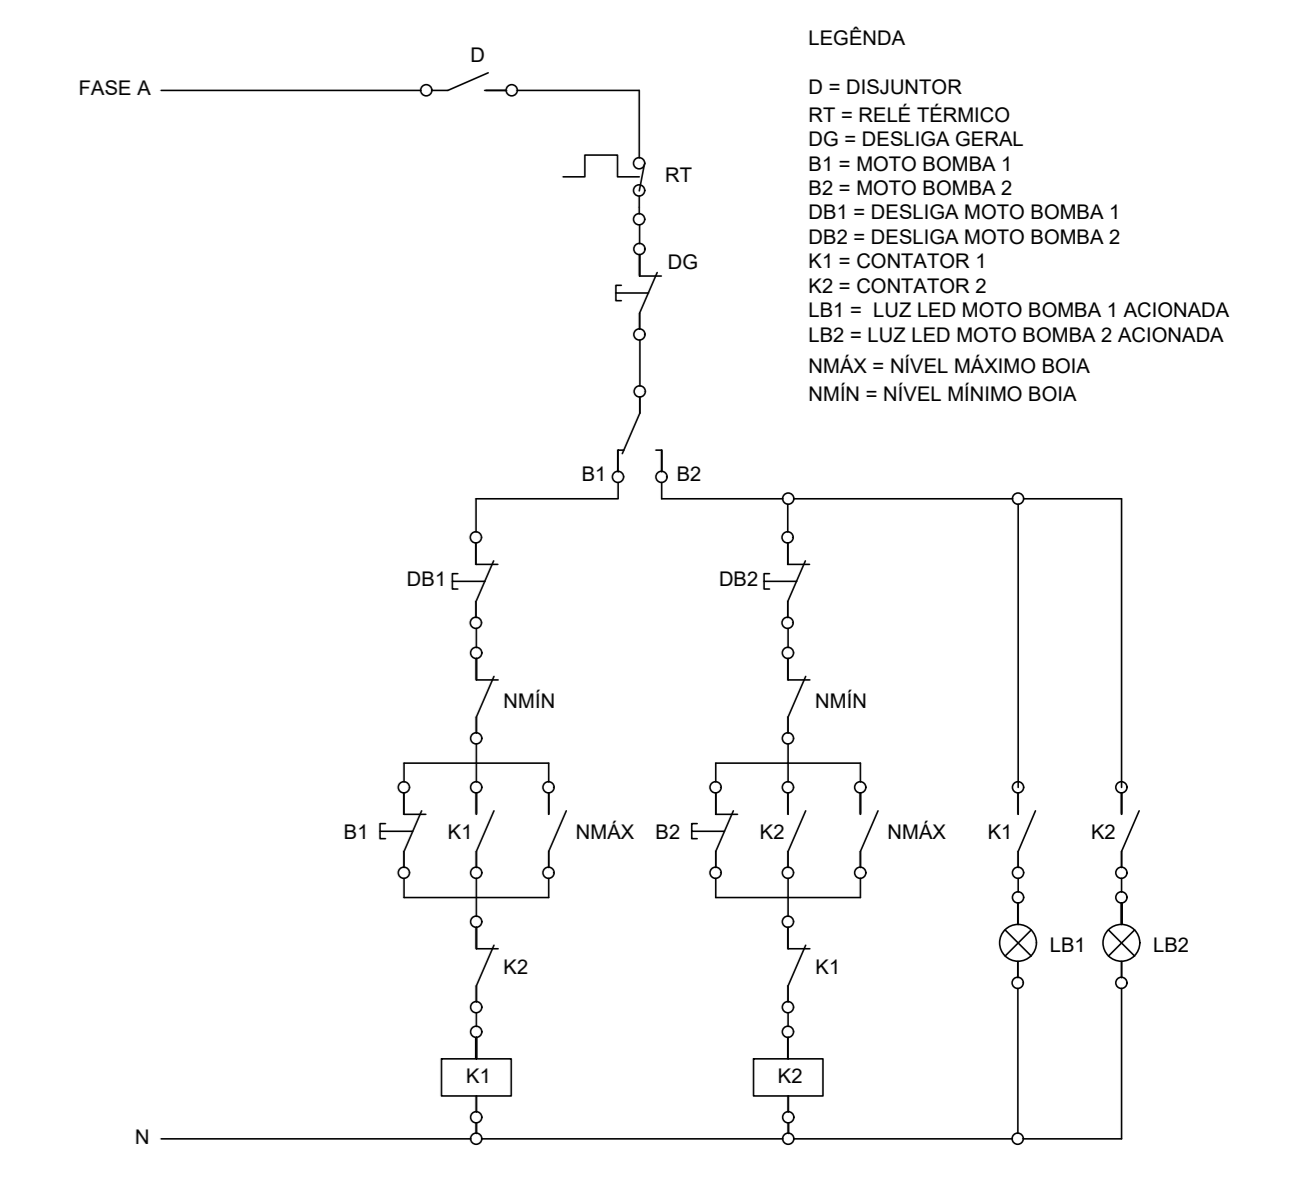 LEGÊNDA
D
FASE A
D = DISJUNTOR
RT = RELÉ TÉRMICO
DG = DESLIGA GERAL
B1 = MOTO BOMBA 1
RT
B2 = MOTO BOMBA 2
DB1 = DESLIGA MOTO BOMBA 1
DB2 = DESLIGA MOTO BOMBA 2
DG
K1 = CONTATOR 1
K2 = CONTATOR 2
LB1 = LUZ LED MOTO BOMBA 1 ACIONADA
LB2 = LUZ LED MOTO BOMBA 2 ACIONADA
NMÁX = NÍVEL MÁXIMO BOIA
NMÍN = NÍVEL MÍNIMO BOIA
B1 B2
DB1 DB2
NMÍN NMÍN
B1 K1 NMÁX B2 K2 NMÁX K1 K2
LB1 LB2
K2 K1
K1 K2
N